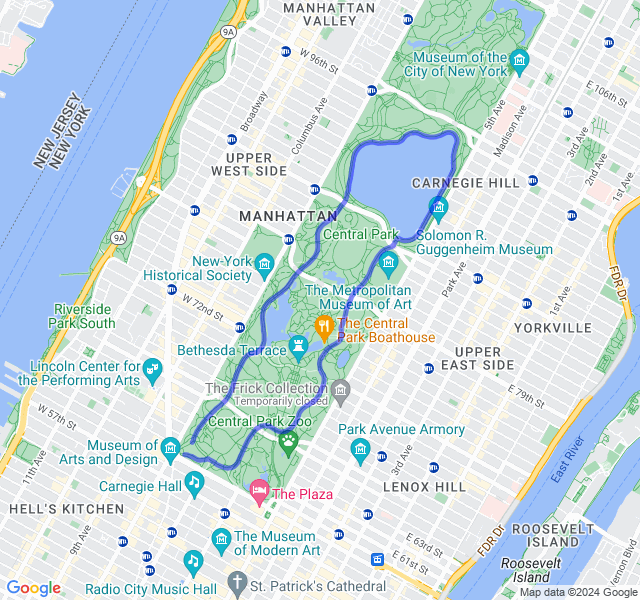 MANHATTAN
VALLEY
9A
W 96th St
Museum of the
City of New York
E 106th St
NEW JERSEY
NEW YORK
Broadway
Columbus Ave
5th Ave
Madison Ave
3rd Ave
2nd Ave
1st Ave
UPPER
WEST SIDE
CARNEGIE HILL
MANHATTAN
Central Park
Solomon R.
Guggenheim Museum
9A
New-York
Historical Society
The Metropolitan
Museum of Art
Park Ave
1st Ave
FDR Dr
Riverside
Park South
W 72nd St
The Central
Park Boathouse
YORKVILLE
Bethesda Terrace
Lincoln Center for
the Performing Arts
UPPER
EAST SIDE
The Frick Collection
Temporarily closed
E 79th St
W 57th St
Central Park Zoo
Museum of
Arts and Design
Park Avenue Armory
East River
11th Ave
3rd Ave
Carnegie Hall
The Plaza
LENOX HILL
HELL'S KITCHEN
9th Ave
FDR Dr
ROOSEVELT
ISLAND
The Museum
of Modern Art
E 63rd St
E 61st St
Roosevelt
Island
Vernon Blvd
Radio City Music Hall
St. Patrick's Cathedral
Google
Map data ©2024 Google